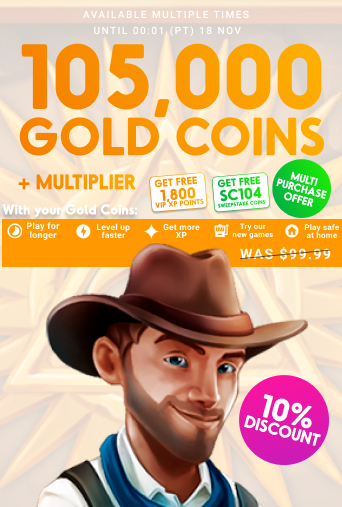 AVAILABLE MULTIPLE TIMES
UNTIL 00:01 (PT) 18 NOV
105,000
GOLD COINS
+ MULTIPLIER
GET FREE
1,800
VIP XP POINTS
GET FREE
SC104
SWEEPSTAKE COINS
MULTI
PURCHASE
OFFER
With your Gold Coins:
Play for
longer
Level up
faster
Get more
XP
Try our
new games
Play safe
at home
WAS $99.99
10%
DISCOUNT